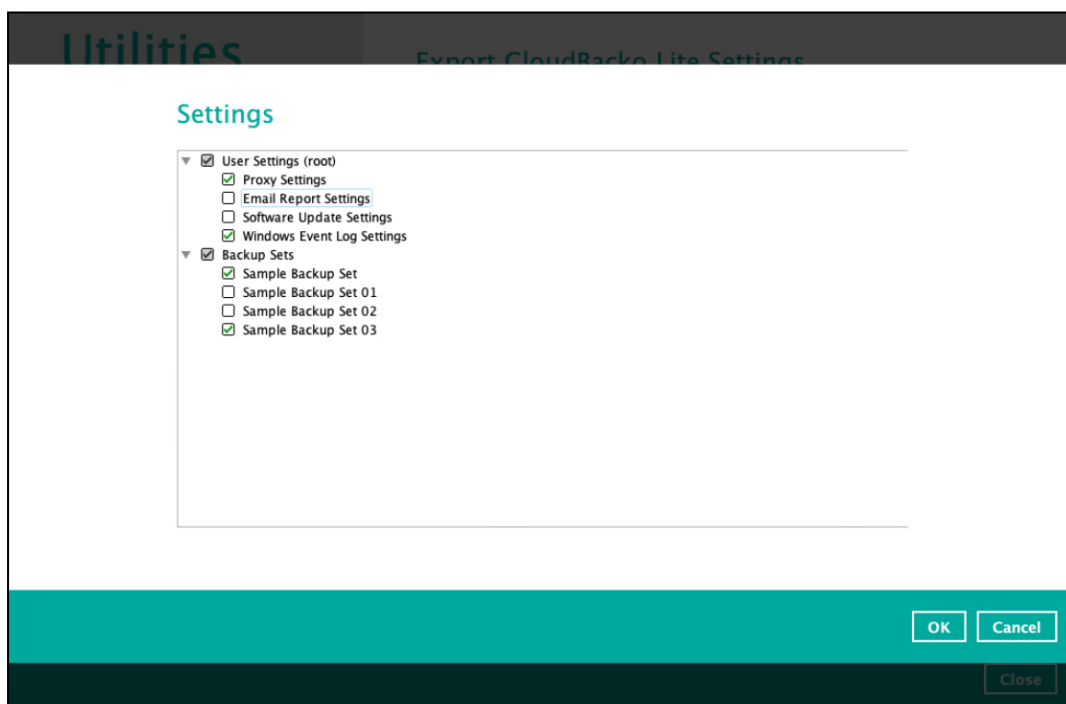 Utilities
Export CloudBacko Lite Settings
Settings
User Settings (root)
Proxy Settings
Email Report Settings
Software Update Settings
Windows Event Log Settings
Backup Sets
Sample Backup Set
Sample Backup Set 01
Sample Backup Set 02
Sample Backup Set 03
OK Cancel
Close